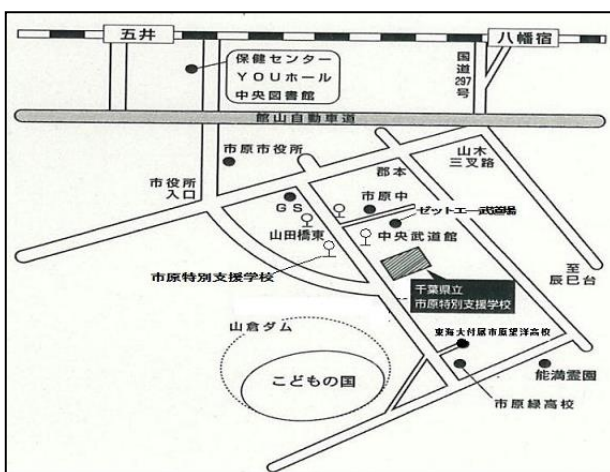 五井
八幡宿
保健センター
YOUホール
中央図書館
国道297号
館山自動車道
市原市役所
郡本
山木
三叉路
市役所
入口
GS
市原中
ゼットエー武道場
山田橋東
中央武道館
市原特別支援学校
千葉県立
市原特別支援学校
至
辰巳台
山倉ダム
東海大付属市原望洋高校
こどもの国
能満霊園
市原緑高校